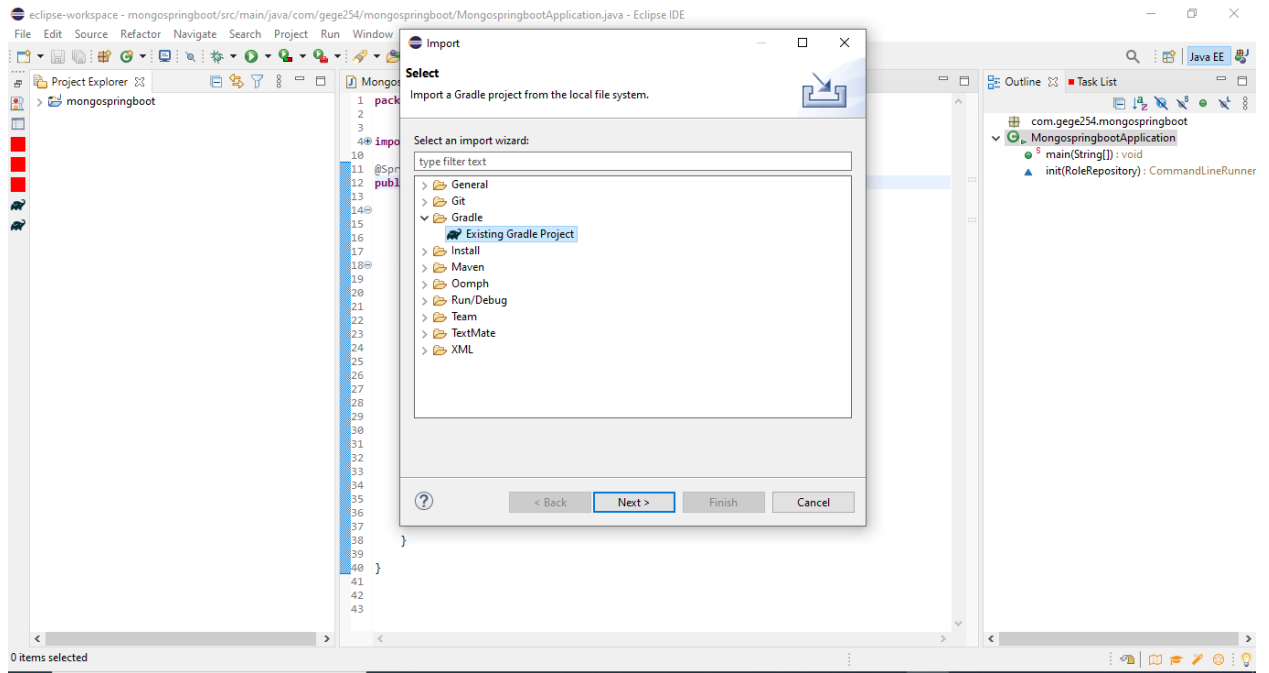 eclipse-workspace - mongospringboot/src/main/java/com/gege254/mongospringboot/MongospringbootApplication.java - Eclipse IDE
File Edit Source Refactor Navigate Search Project Run Window
Java EE
Project Explorer
mongospringboot
Mongos
1 pack
2
3
4 impo
10
11 @Spr
12 publ
13
14
15
16
17
18
19
20
21
22
23
24
25
26
27
28
29
30
31
32
33
34
35
36
37
38 }
39
40 }
41
42
43
Import
Select
Import a Gradle project from the local file system.
Select an import wizard:
type filter text
General
Git
Gradle
Existing Gradle Project
Install
Maven
Oomph
Run/Debug
Team
TextMate
XML
? < Back Next > Finish Cancel
Outline Task List
com.gege254.mongospringboot
MongospringbootApplication
main(String[]) : void
init(RoleRepository) : CommandLineRunner
0 items selected